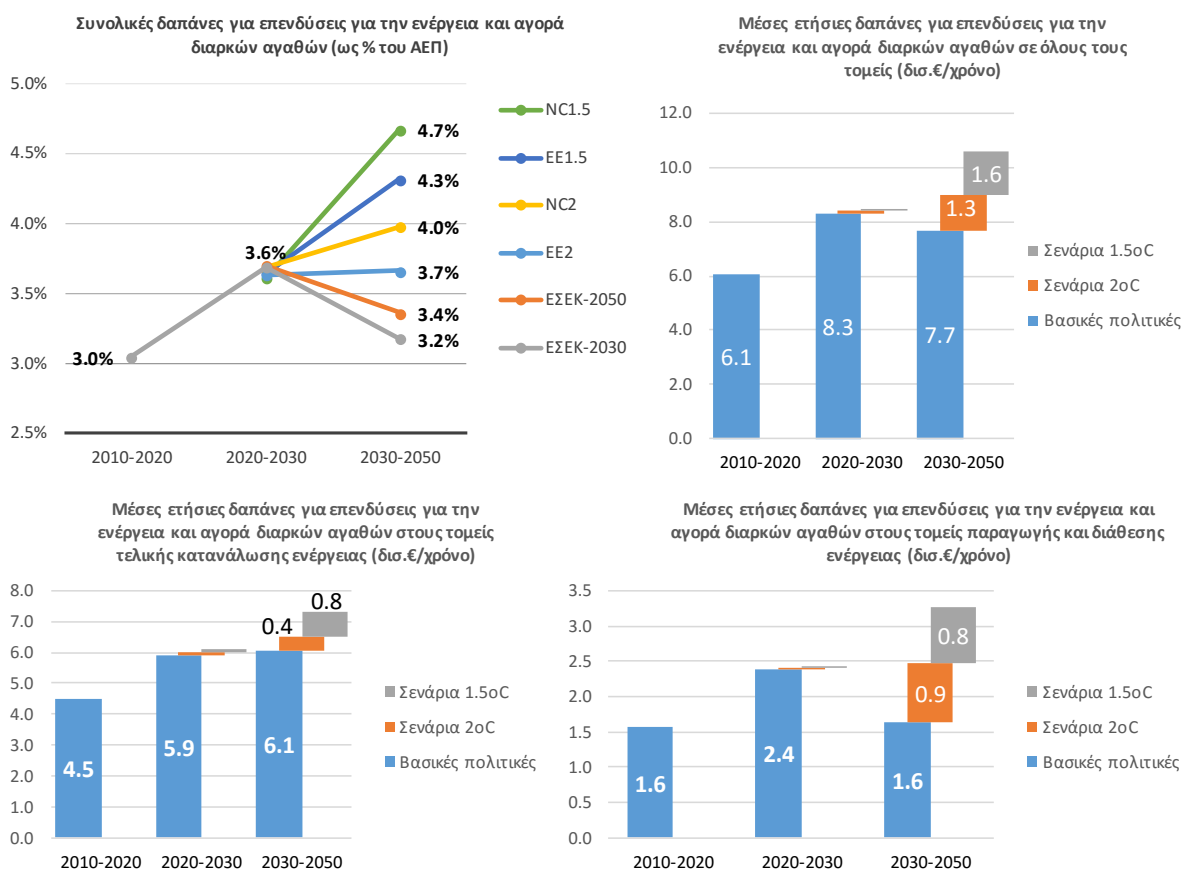 Συνολικές δαπάνες για επενδύσεις για την ενέργεια και αγορά
διαρκών αγαθών (ως % του ΑΕΠ)
5.0%
4.5%
4.0%
3.5%
3.0%
2.5%
3.0%
3.6%
4.7%
4.3%
4.0%
3.7%
3.4%
3.2%
2010-2020
2020-2030
2030-2050
NC1.5
EE1.5
NC2
EE2
ΕΣΕΚ-2050
ΕΣΕΚ-2030
Μέσες ετήσιες δαπάνες για επενδύσεις για την
ενέργεια και αγορά διαρκών αγαθών σε όλους τους
τομείς (δισ.€/χρόνο)
12.0
10.0
8.0
6.0
4.0
2.0
0.0
6.1
8.3
7.7
1.3
1.6
2010-2020
2020-2030
2030-2050
Σενάρια 1.5oC
Σενάρια 2oC
Βασικές πολιτικές
Μέσες ετήσιες δαπάνες για επενδύσεις για την
ενέργεια και αγορά διαρκών αγαθών στους τομείς
τελικής κατανάλωσης ενέργειας (δισ.€/χρόνο)
8.0
7.0
6.0
5.0
4.0
3.0
2.0
1.0
0.0
4.5
5.9
6.1
0.4
0.8
2010-2020
2020-2030
2030-2050
Σενάρια 1.5oC
Σενάρια 2oC
Βασικές πολιτικές
Μέσες ετήσιες δαπάνες για επενδύσεις για την ενέργεια και
αγορά διαρκών αγαθών στους τομείς παραγωγής και διάθεσης
ενέργειας (δισ.€/χρόνο)
3.5
3.0
2.5
2.0
1.5
1.0
0.5
0.0
1.6
2.4
1.6
0.9
0.8
2010-2020
2020-2030
2030-2050
Σενάρια 1.5oC
Σενάρια 2oC
Βασικές πολιτικές